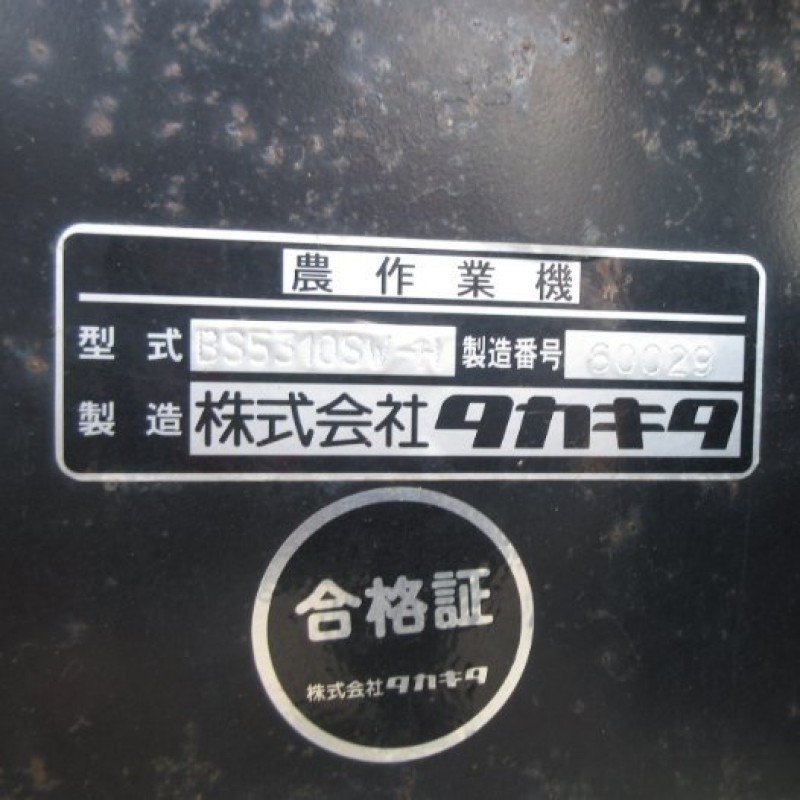 農作業機
型式 BS5310SW-N 製造番号 60029
製造 株式会社タカキタ
合格証
株式会社タカキタ